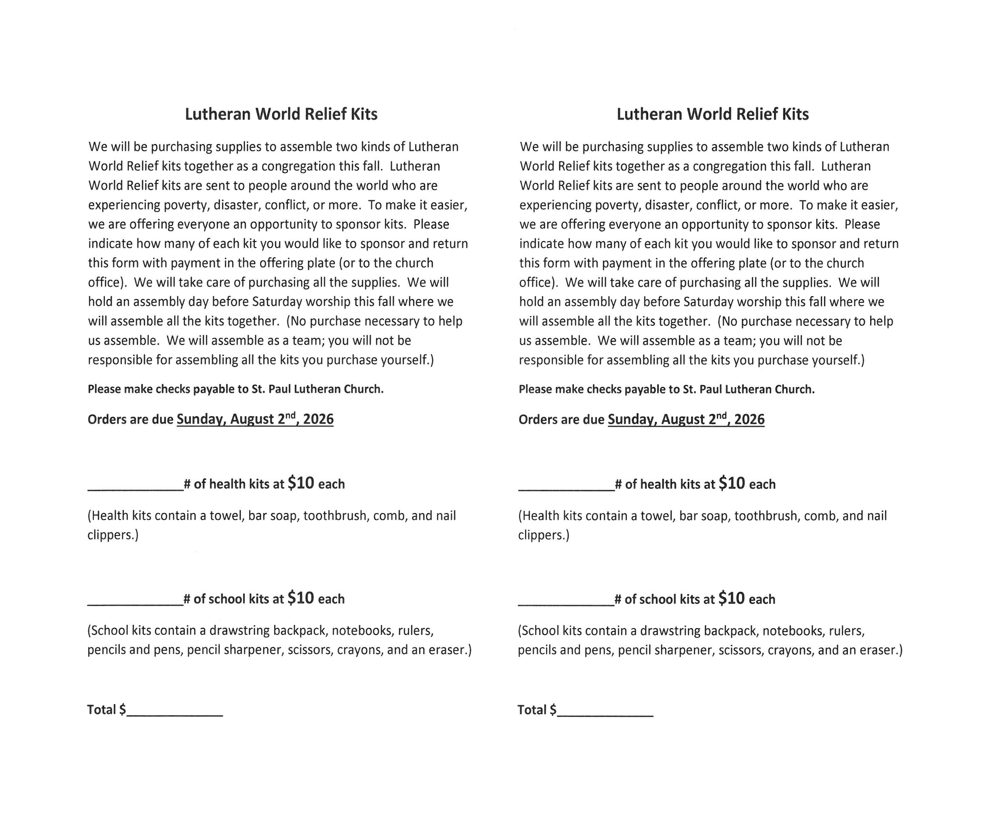 Lutheran World Relief Kits
We will be purchasing supplies to assemble two kinds of Lutheran
World Relief kits together as a congregation this fall.  Lutheran
World Relief kits are sent to people around the world who are
experiencing poverty, disaster, conflict, or more.  To make it easier,
we are offering everyone an opportunity to sponsor kits.  Please
indicate how many of each kit you would like to sponsor and return
this form with payment in the offering plate (or to the church
office).  We will take care of purchasing all the supplies.  We will
hold an assembly day before Saturday worship this fall where we
will assemble all the kits together.  (No purchase necessary to help
us assemble.  We will assemble as a team; you will not be
responsible for assembling all the kits you purchase yourself.)
Please make checks payable to St. Paul Lutheran Church.
Orders are due Sunday, August 2nd, 2026
______________# of health kits at $10 each
(Health kits contain a towel, bar soap, toothbrush, comb, and nail
clippers.)
______________# of school kits at $10 each
(School kits contain a drawstring backpack, notebooks, rulers,
pencils and pens, pencil sharpener, scissors, crayons, and an eraser.)
Total $______________
Lutheran World Relief Kits
We will be purchasing supplies to assemble two kinds of Lutheran
World Relief kits together as a congregation this fall.  Lutheran
World Relief kits are sent to people around the world who are
experiencing poverty, disaster, conflict, or more.  To make it easier,
we are offering everyone an opportunity to sponsor kits.  Please
indicate how many of each kit you would like to sponsor and return
this form with payment in the offering plate (or to the church
office).  We will take care of purchasing all the supplies.  We will
hold an assembly day before Saturday worship this fall where we
will assemble all the kits together.  (No purchase necessary to help
us assemble.  We will assemble as a team; you will not be
responsible for assembling all the kits you purchase yourself.)
Please make checks payable to St. Paul Lutheran Church.
Orders are due Sunday, August 2nd, 2026
______________# of health kits at $10 each
(Health kits contain a towel, bar soap, toothbrush, comb, and nail
clippers.)
______________# of school kits at $10 each
(School kits contain a drawstring backpack, notebooks, rulers,
pencils and pens, pencil sharpener, scissors, crayons, and an eraser.)
Total $______________